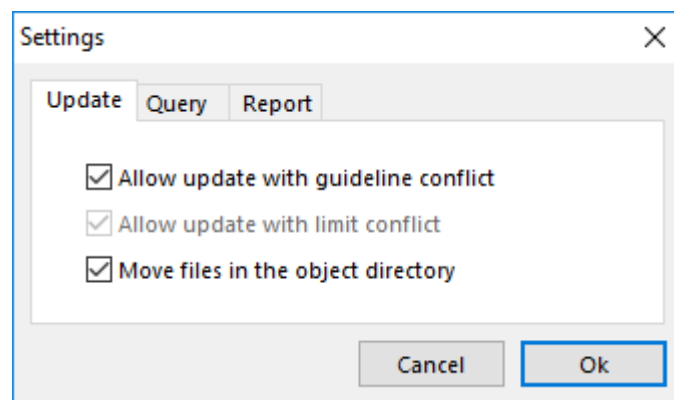 Settings
Update Query Report
Allow update with guideline conflict
Allow update with limit conflict
Move files in the object directory
Cancel Ok